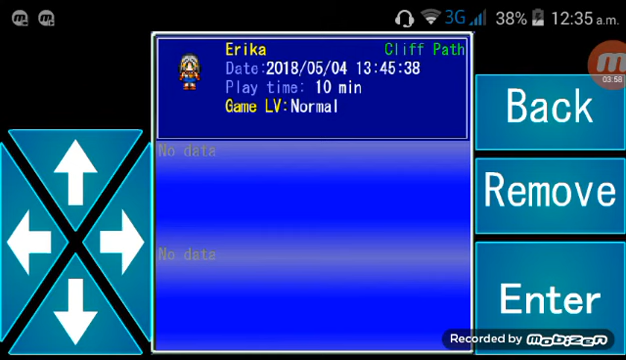 3G 38% 12:35 a.m.
Erika Cliff Path
Date:2018/05/04 13:45:38
Play time: 10 min
Game LV:Normal
No data
No data
Back
Remove
Enter
03:58
Recorded by mobizen